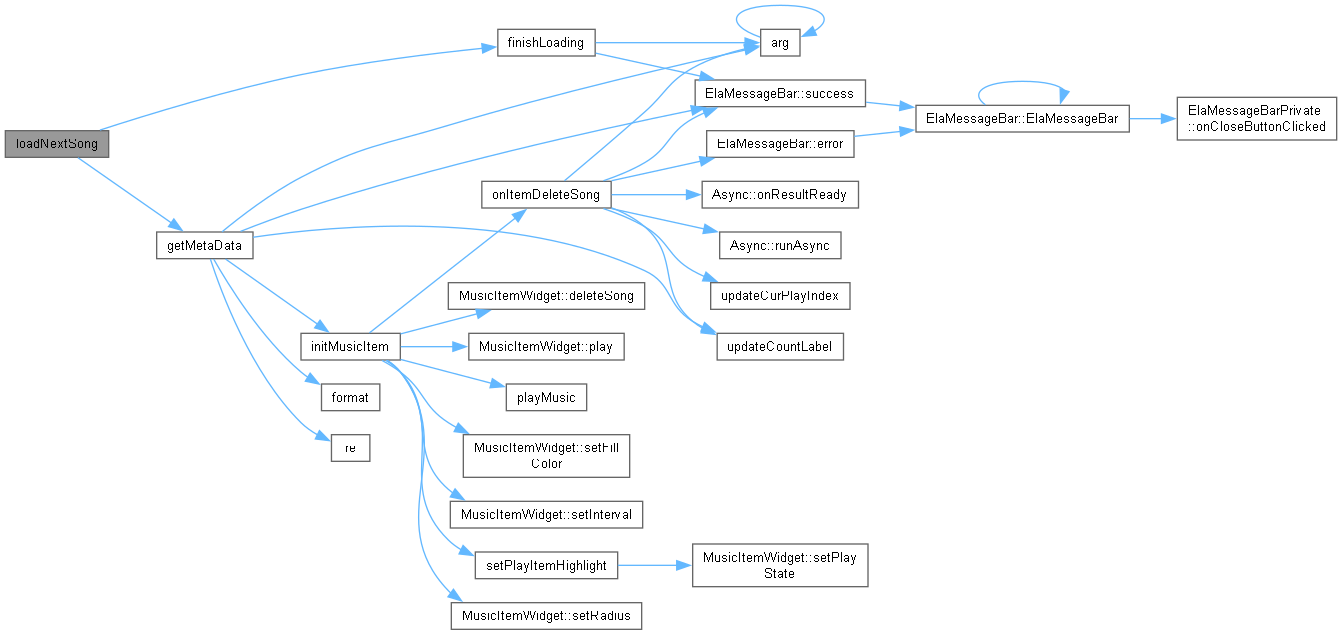 finishLoading
arg
ElaMessageBar::success
ElaMessageBar::ElaMessageBar
ElaMessageBarPrivate
::onCloseButtonClicked
loadNextSong
ElaMessageBar::error
onItemDeleteSong
Async::onResultReady
getMetaData
Async::runAsync
MusicItemWidget::deleteSong
updateCurPlayIndex
initMusicItem
MusicItemWidget::play
updateCountLabel
format
playMusic
re
MusicItemWidget::setFill
Color
MusicItemWidget::setInterval
setPlayItemHighlight
MusicItemWidget::setPlay
State
MusicItemWidget::setRadius